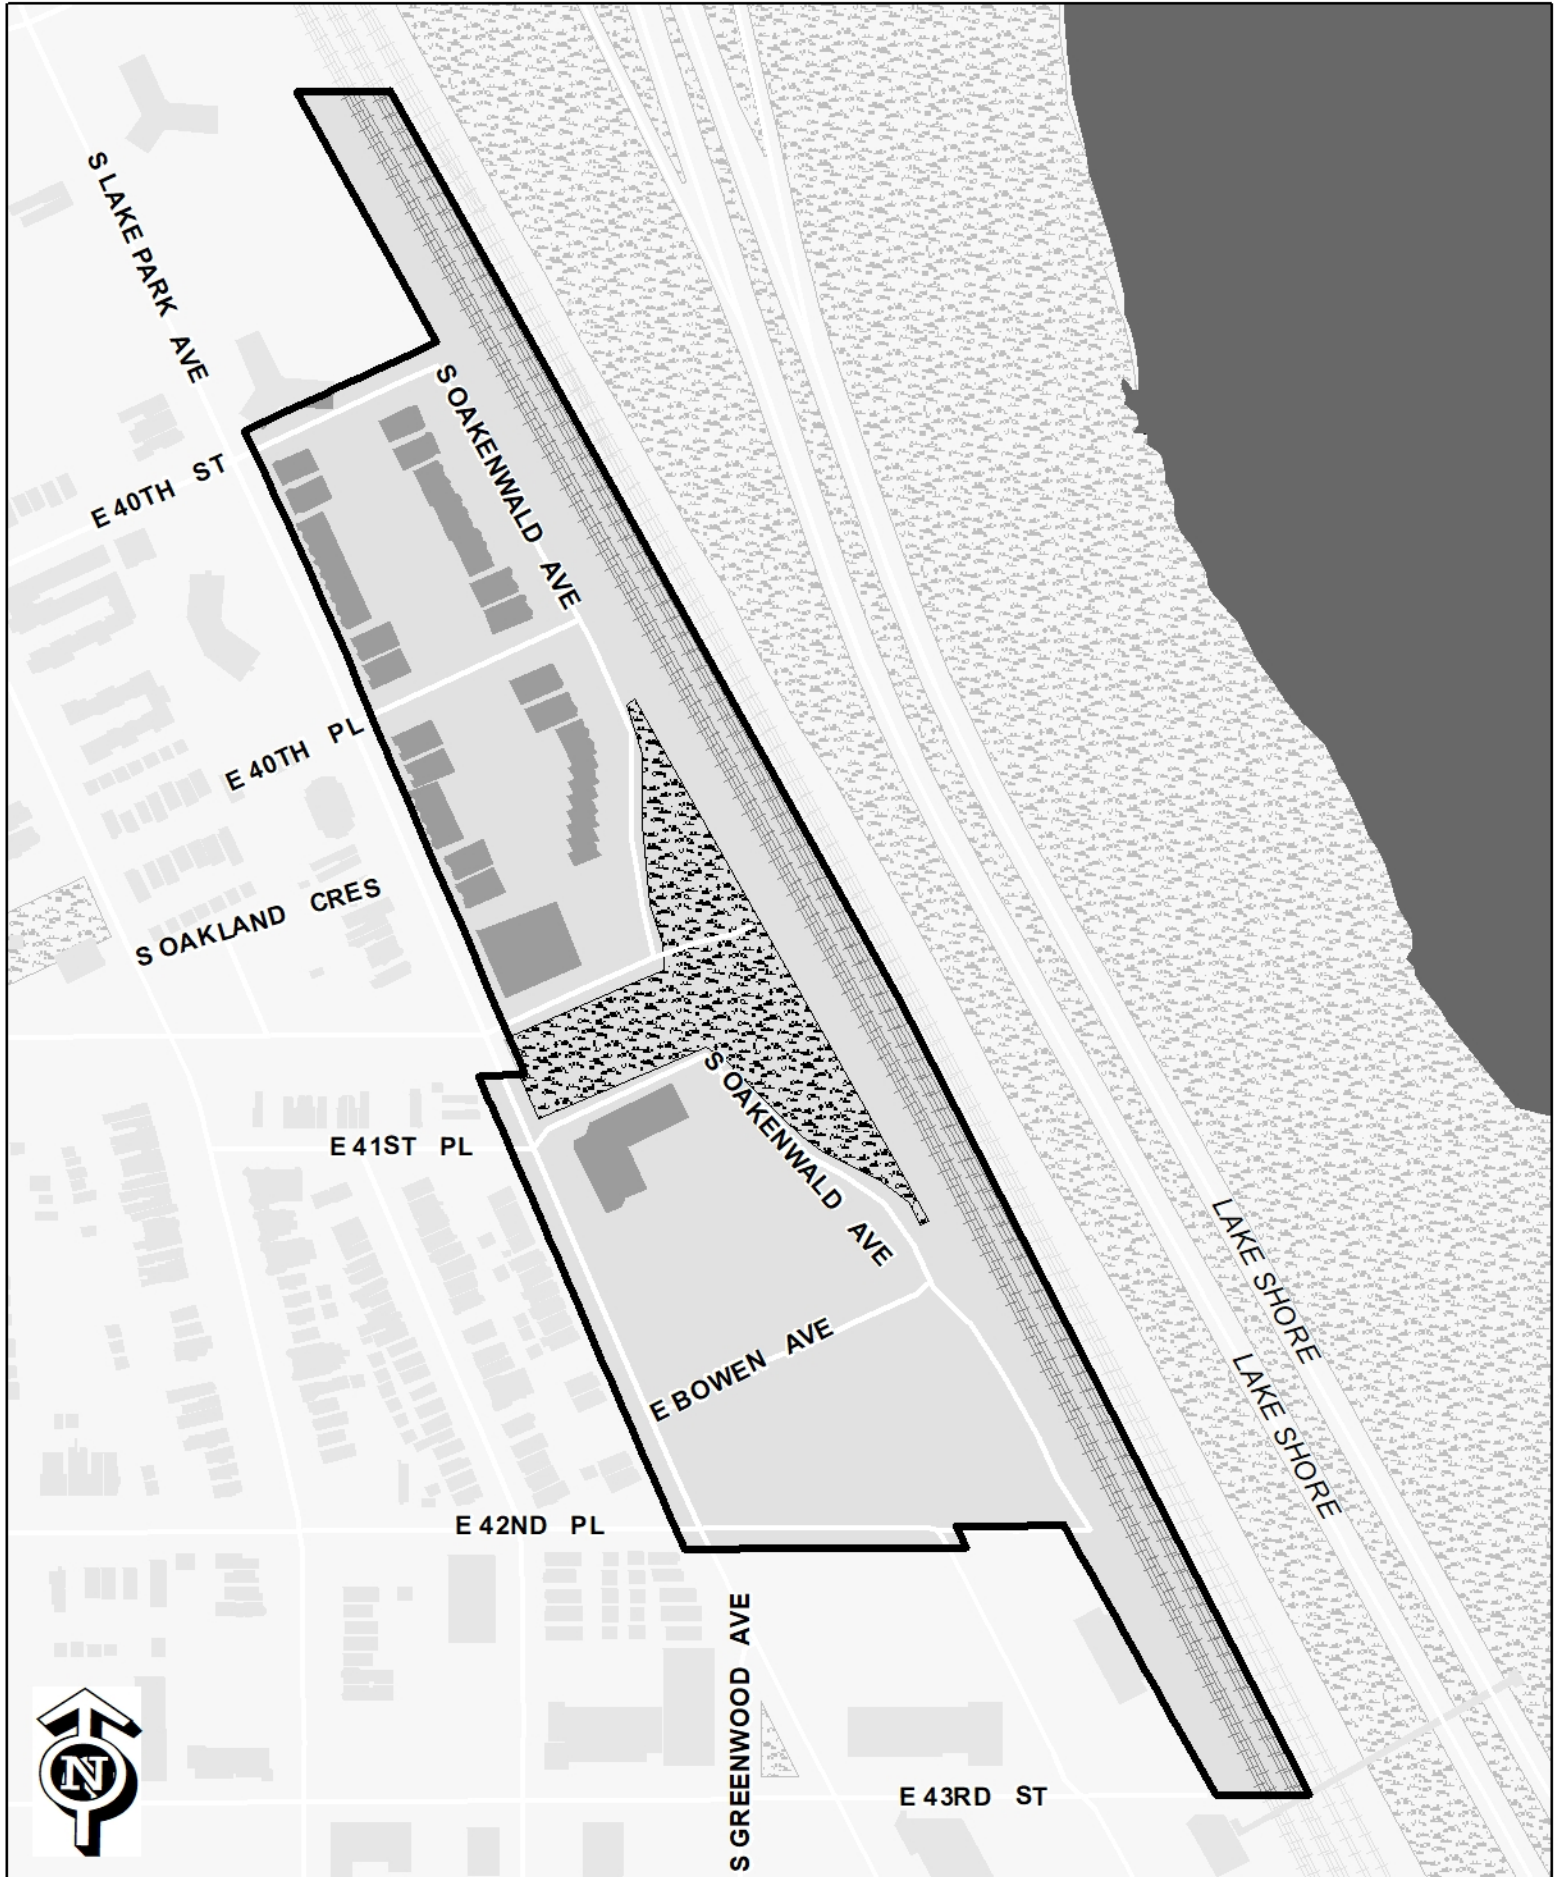 S LAKE PARK AVE
S OAKENWALD AVE
E 40TH ST
E 40TH PL
S OAKLAND CRES
S OAKENWALD AVE
E 41ST PL
LAKE SHORE
LAKE SHORE
E BOWEN AVE
E 42ND PL
S GREENWOOD AVE
N
E 43RD ST